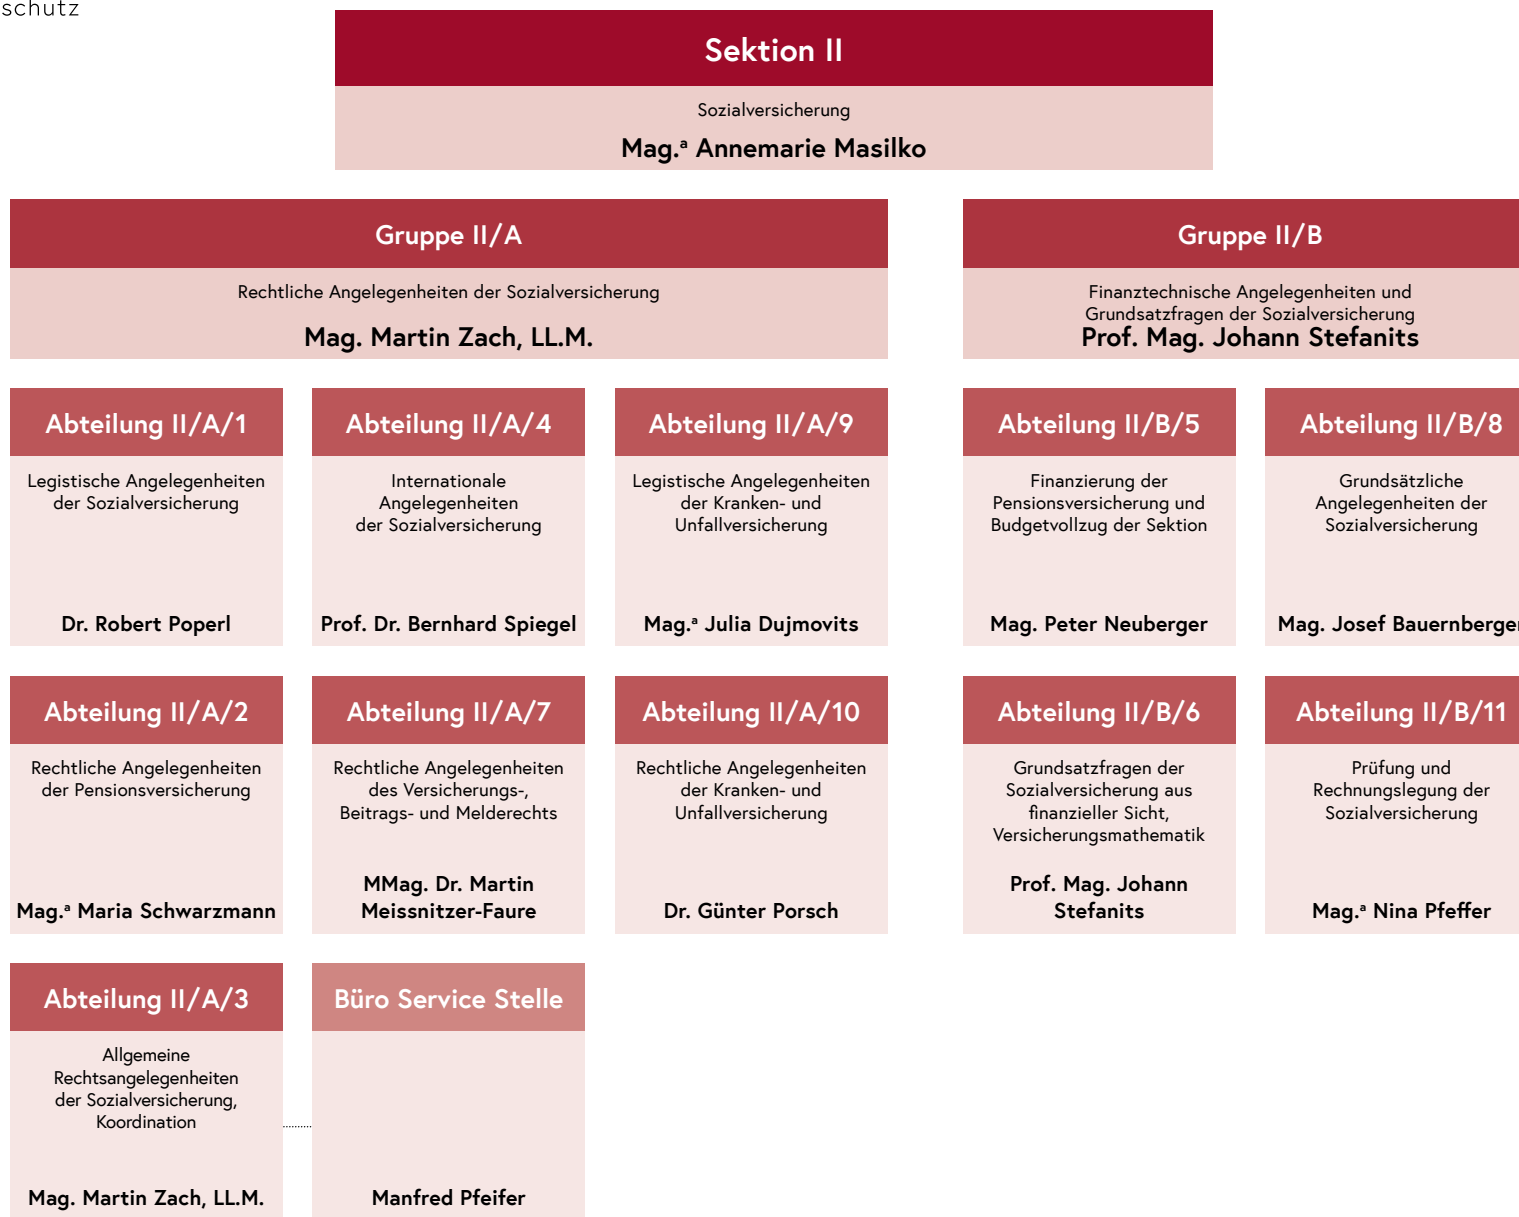 schutz
Sektion II
Sozialversicherung
Mag.ᵃ Annemarie Masilko
Gruppe II/A
Rechtliche Angelegenheiten der Sozialversicherung
Mag. Martin Zach, LL.M.
Gruppe II/B
Finanztechnische Angelegenheiten und
Grundsatzfragen der Sozialversicherung
Prof. Mag. Johann Stefanits
Abteilung II/A/1
Legistische Angelegenheiten
der Sozialversicherung
Dr. Robert Poperl
Abteilung II/A/4
Internationale
Angelegenheiten
der Sozialversicherung
Prof. Dr. Bernhard Spiegel
Abteilung II/A/9
Legistische Angelegenheiten
der Kranken- und
Unfallversicherung
Mag.ᵃ Julia Dujmovits
Abteilung II/B/5
Finanzierung der
Pensionsversicherung und
Budgetvollzug der Sektion
Mag. Peter Neuberger
Abteilung II/B/8
Grundsätzliche
Angelegenheiten der
Sozialversicherung
Mag. Josef Bauernberger
Abteilung II/A/2
Rechtliche Angelegenheiten
der Pensionsversicherung
Mag.ᵃ Maria Schwarzmann
Abteilung II/A/7
Rechtliche Angelegenheiten
des Versicherungs-,
Beitrags- und Melderechts
MMag. Dr. Martin
Meissnitzer-Faure
Abteilung II/A/10
Rechtliche Angelegenheiten
der Kranken- und
Unfallversicherung
Dr. Günter Porsch
Abteilung II/B/6
Grundsatzfragen der
Sozialversicherung aus
finanzieller Sicht,
Versicherungsmathematik
Prof. Mag. Johann
Stefanits
Abteilung II/B/11
Prüfung und
Rechnungslegung der
Sozialversicherung
Mag.ᵃ Nina Pfeffer
Abteilung II/A/3
Allgemeine
Rechtsangelegenheiten
der Sozialversicherung,
Koordination
Mag. Martin Zach, LL.M.
Büro Service Stelle
Manfred Pfeifer